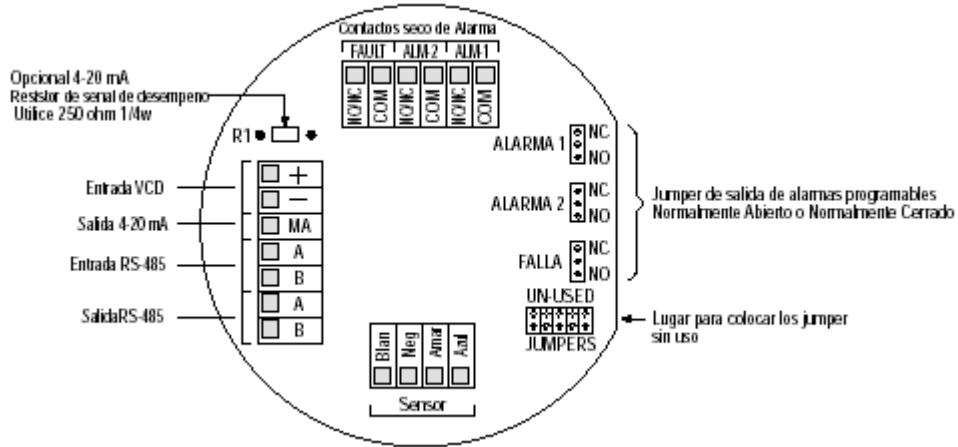 Contactos seco de Alarma
FAULT ALM-2 ALM-1
NO/NC COM NO/NC COM NO/NC COM
Opcional 4-20 mA
Resistor de senal de desempeno
Utilice 250 ohm 1/4w
R1
+
Entrada VCD
−
Salida 4-20 mA MA
A
Entrada RS-485
B
A
SalidaRS-485
B
ALARMA 1 NC
NO
ALARMA 2 NC
NO
FALLA NC
NO
Jumper de salida de alarmas programables
Normalmente Abierto o Normalmente Cerrado
UN-USED
JUMPERS
Lugar para colocar los jumper
sin uso
Blan Neg Amar Azul
Sensor